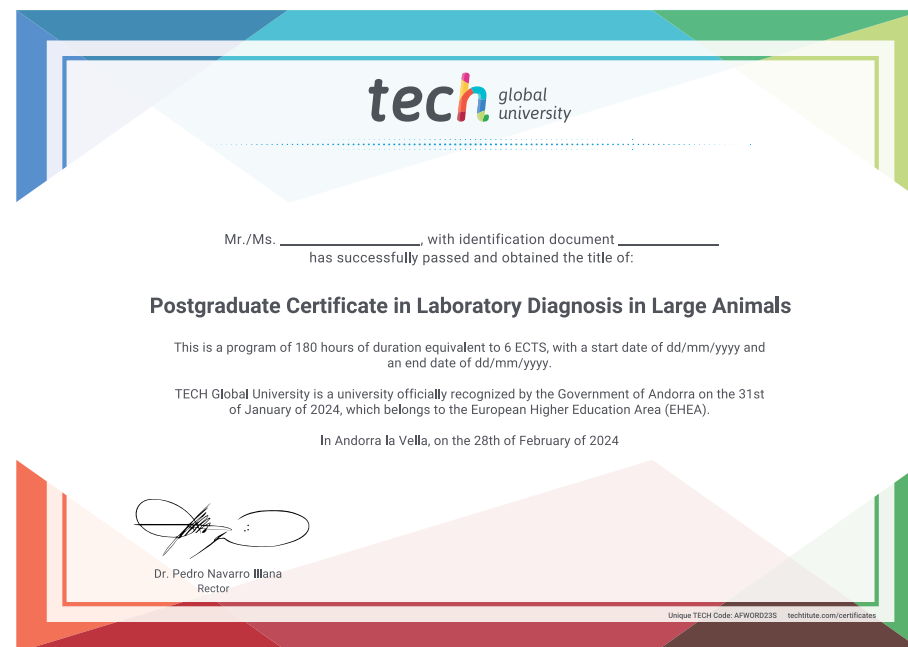 tech global
university
Mr./Ms. ____________, with identification document ____________
has successfully passed and obtained the title of:
Postgraduate Certificate in Laboratory Diagnosis in Large Animals
This is a program of 180 hours of duration equivalent to 6 ECTS, with a start date of dd/mm/yyyy and
an end date of dd/mm/yyyy.
TECH Global University is a university officially recognized by the Government of Andorra on the 31st
of January of 2024, which belongs to the European Higher Education Area (EHEA).
In Andorra la Vella, on the 28th of February of 2024
Dr. Pedro Navarro Illana
Rector
Unique TECH Code: AFWORD23S techtitute.com/certificates